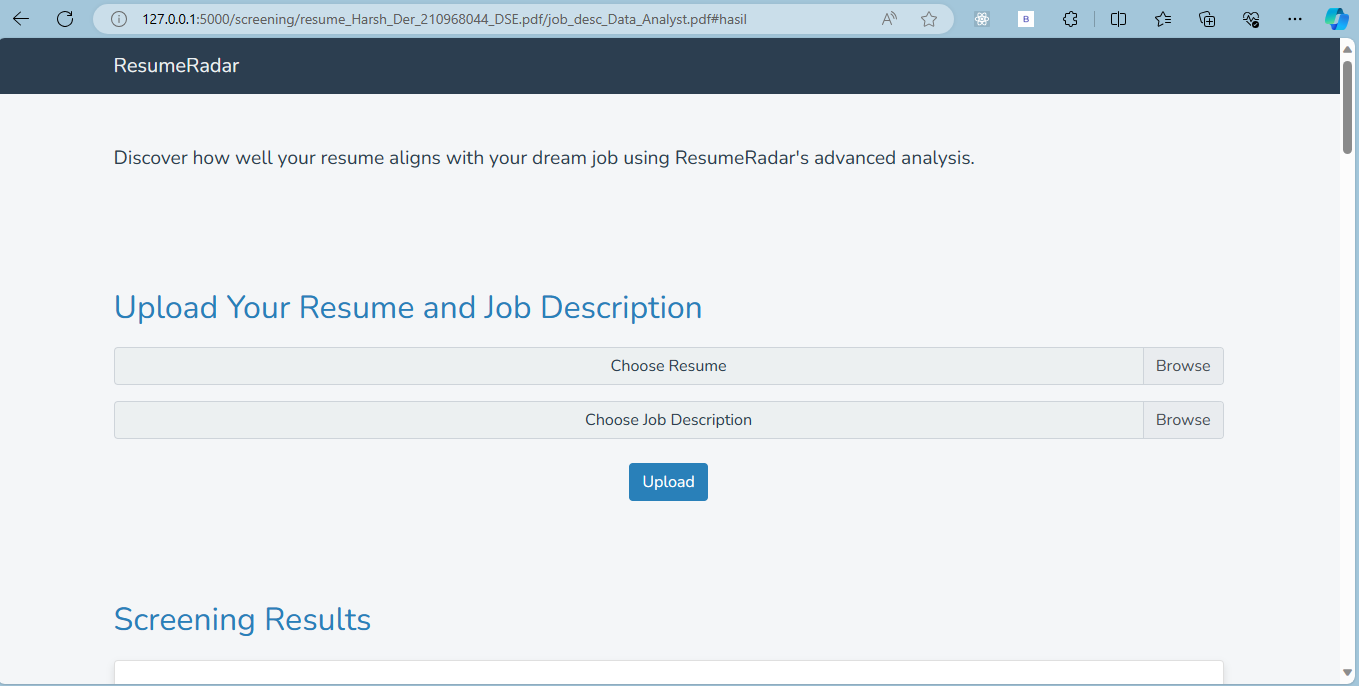 127.0.0.1:5000/screening/resume_Harsh_Der_210968044_DSE.pdf/job_desc_Data_Analyst.pdf#hasil
B
ResumeRadar
Discover how well your resume aligns with your dream job using ResumeRadar's advanced analysis.
Upload Your Resume and Job Description
Choose Resume Browse
Choose Job Description Browse
Upload
Screening Results